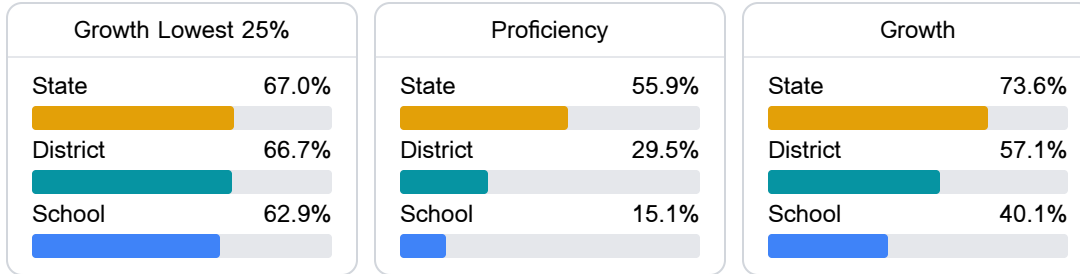 Growth Lowest 25%
State 67.0%
District 66.7%
School 62.9%
Proficiency
State 55.9%
District 29.5%
School 15.1%
Growth
State 73.6%
District 57.1%
School 40.1%